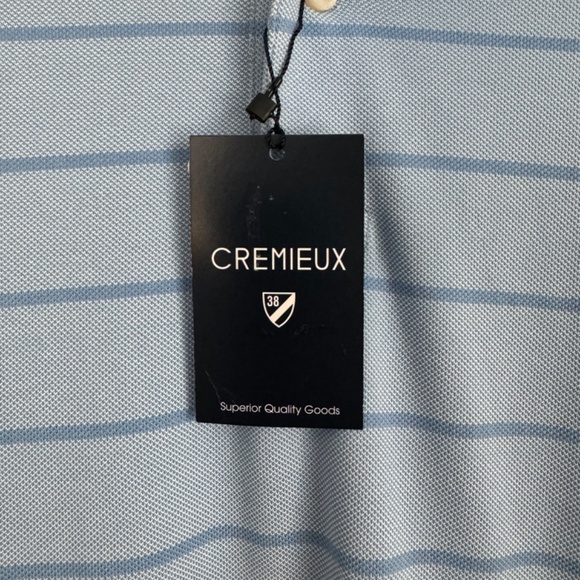 CREMIEUX
38
Superior Quality Goods